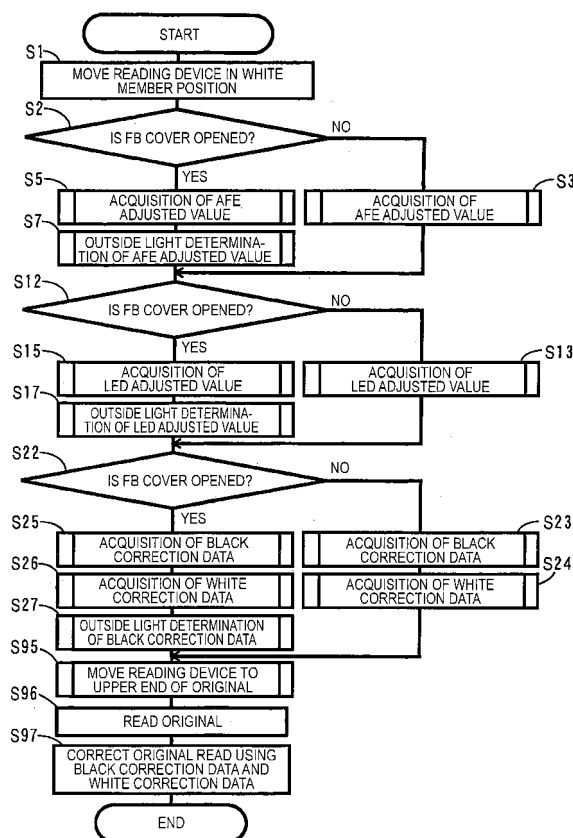 START
S1
MOVE READING DEVICE IN WHITE
MEMBER POSITION
S2
IS FB COVER OPENED?
NO
YES
S5
ACQUISITION OF AFE
ADJUSTED VALUE
S3
ACQUISITION OF
AFE ADJUSTED VALUE
S7
OUTSIDE LIGHT DETERMINA-
TION OF AFE ADJUSTED VALUE
S12
IS FB COVER OPENED?
NO
YES
S15
ACQUISITION OF
LED ADJUSTED VALUE
S13
ACQUISITION OF
LED ADJUSTED VALUE
S17
OUTSIDE LIGHT DETERMINA-
TION OF LED ADJUSTED VALUE
S22
IS FB COVER OPENED?
NO
YES
S25
ACQUISITION OF BLACK
CORRECTION DATA
S23
ACQUISITION OF BLACK
CORRECTION DATA
S26
ACQUISITION OF WHITE
CORRECTION DATA
S24
ACQUISITION OF WHITE
CORRECTION DATA
S27
OUTSIDE LIGHT DETERMINATION
OF BLACK CORRECTION DATA
S95
MOVE READING DEVICE TO
UPPER END OF ORIGINAL
S96
READ ORIGINAL
S97
CORRECT ORIGINAL READ USING
BLACK CORRECTION DATA AND
WHITE CORRECTION DATA
END